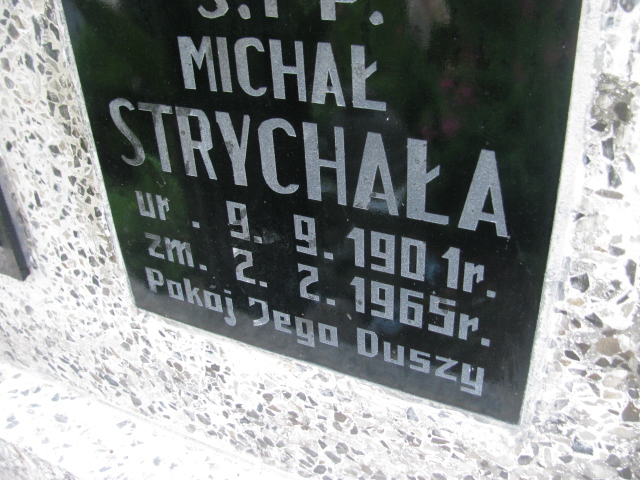 Ś.†P.
MICHAŁ
STRYCHAŁA
ur. 9. 9. 1901r.
zm. 2. 2. 1965r.
Pokój Jego Duszy